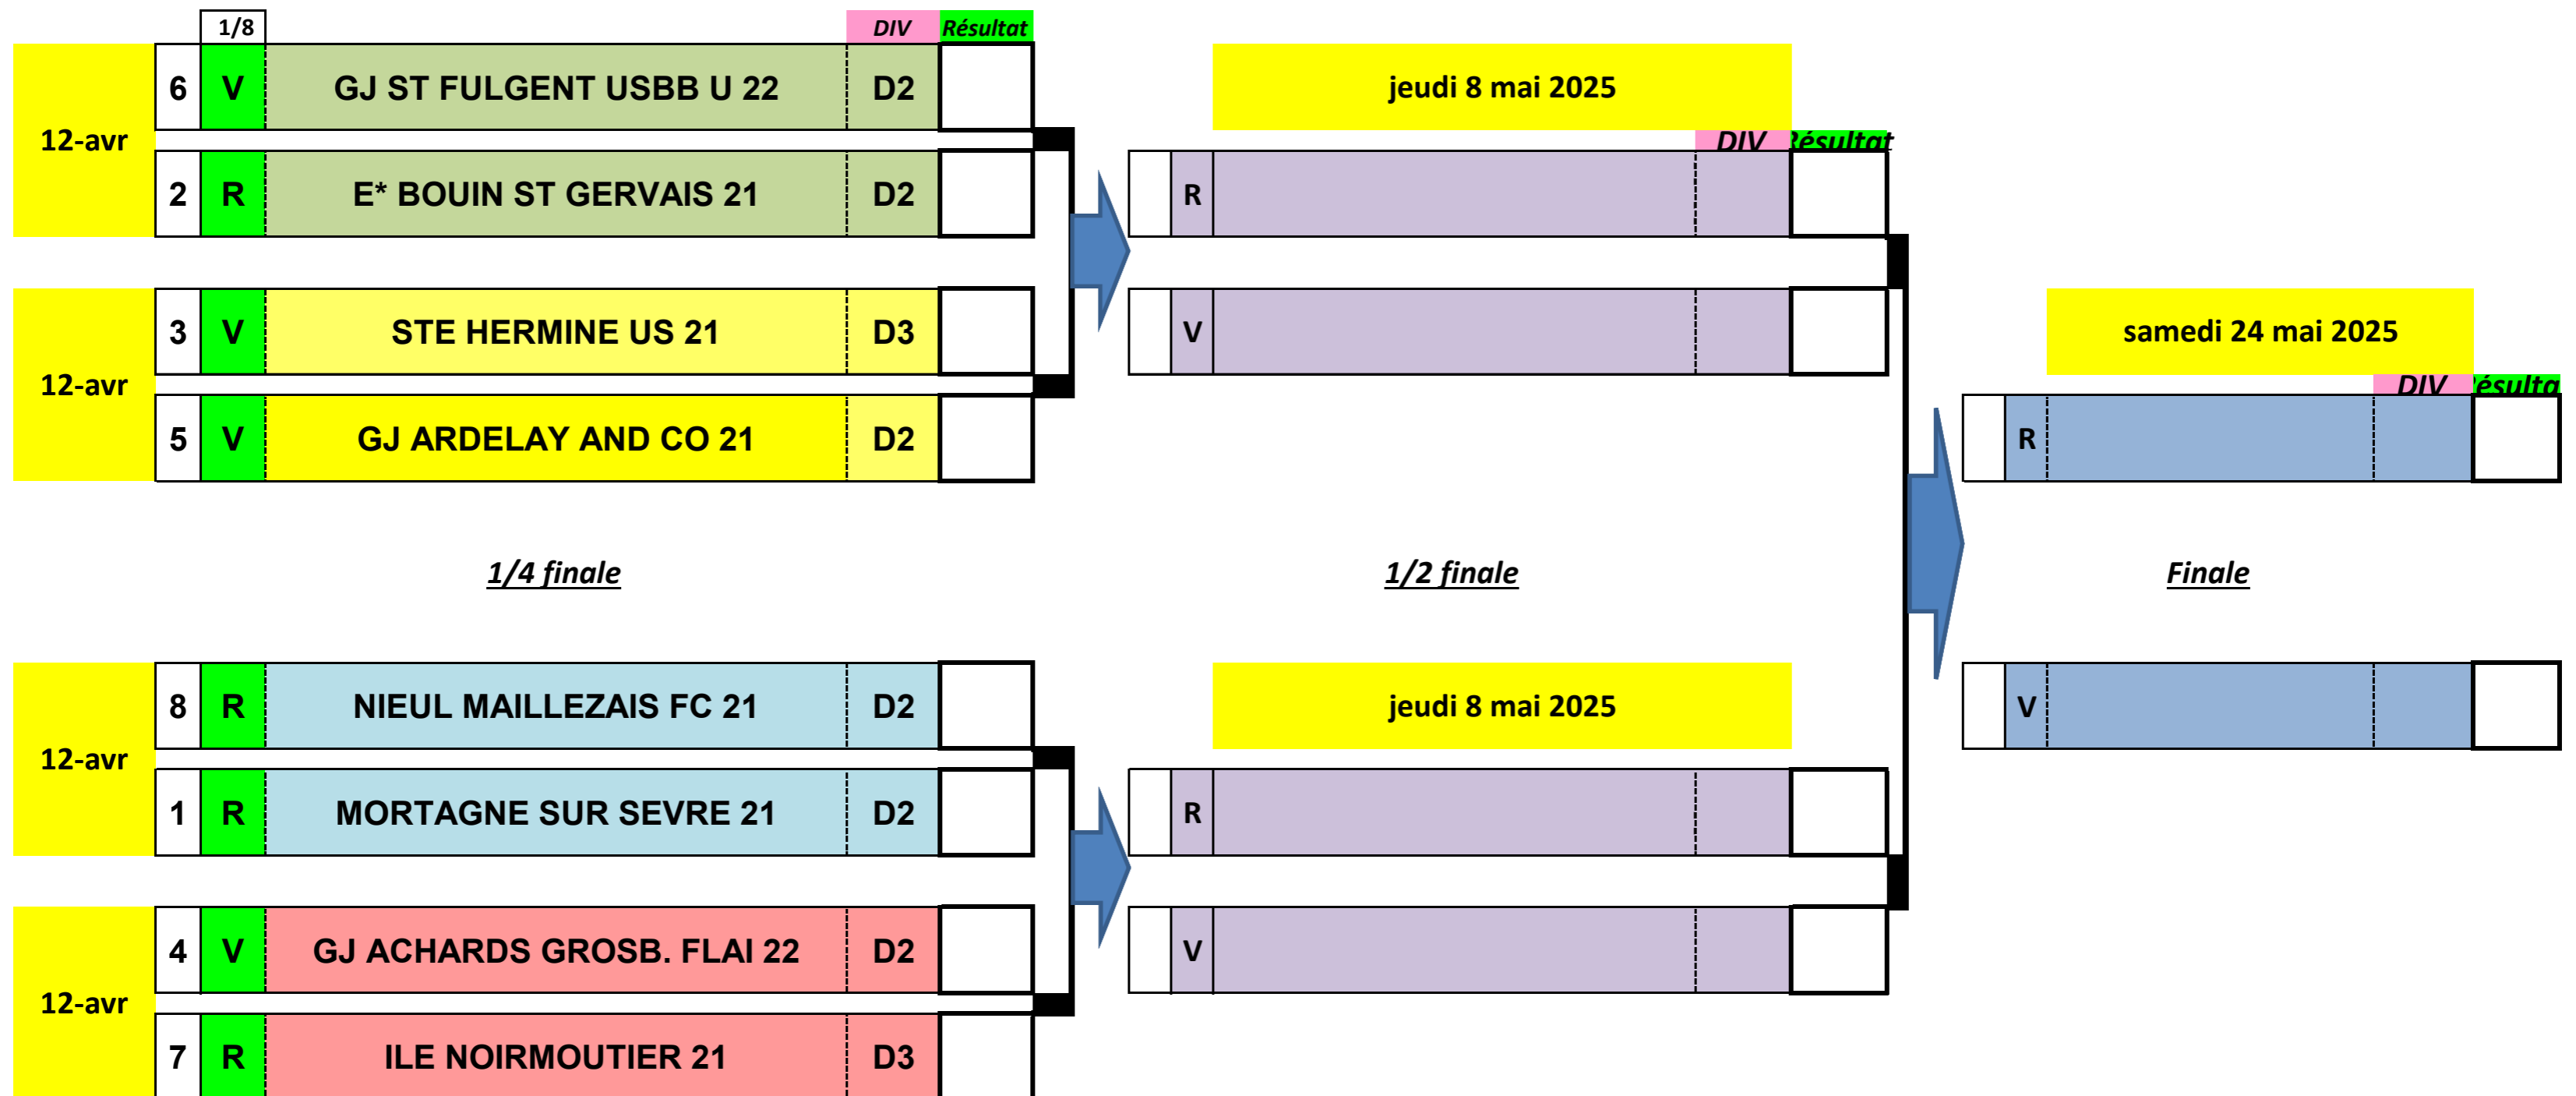 1/8 DIV Résultat
12-avr
6 V GJ ST FULGENT USBB U 22 D2
2 R E* BOUIN ST GERVAIS 21 D2
12-avr
3 V STE HERMINE US 21 D3
5 V GJ ARDELAY AND CO 21 D2
1/4 finale
12-avr
8 R NIEUL MAILLEZAIS FC 21 D2
1 R MORTAGNE SUR SEVRE 21 D2
12-avr
4 V GJ ACHARDS GROSB. FLAI 22 D2
7 R ILE NOIRMOUTIER 21 D3
jeudi 8 mai 2025
DIV Résultat
R
V
1/2 finale
jeudi 8 mai 2025
R
V
samedi 24 mai 2025
DIV Résulta
R
Finale
V